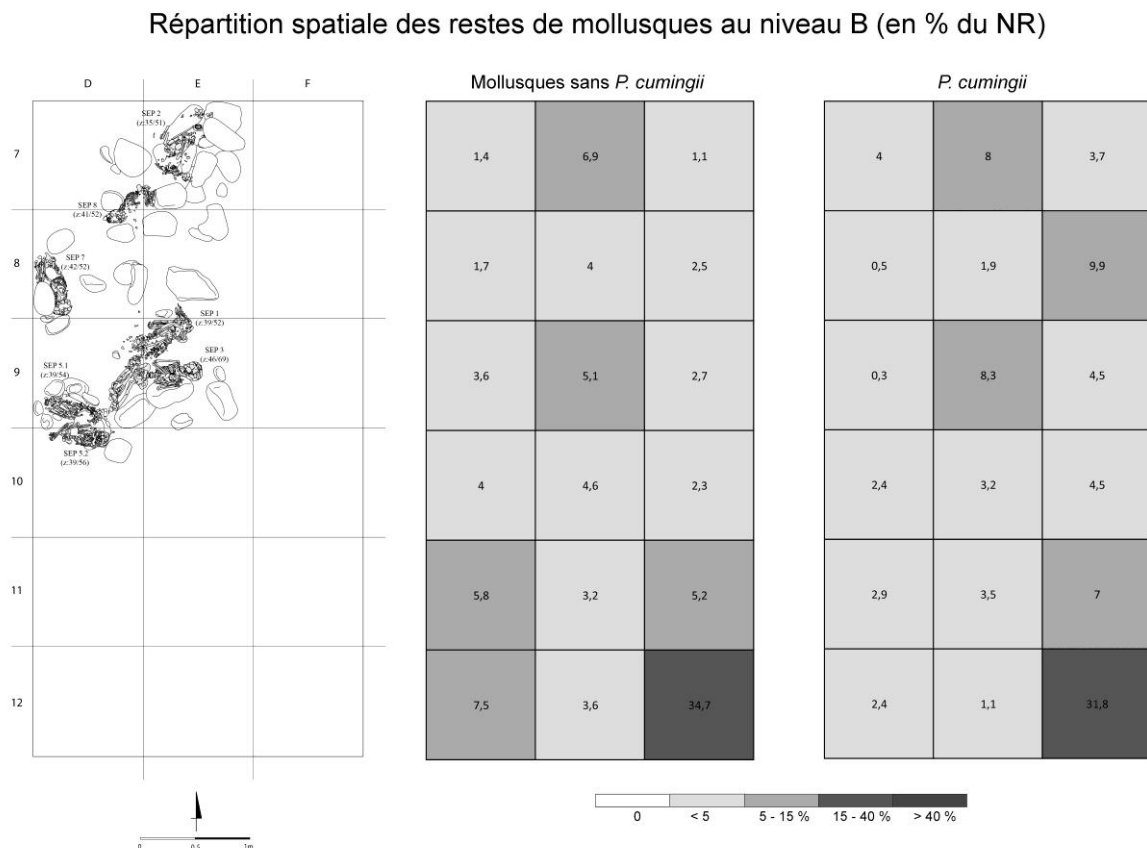 Répartition spatiale des restes de mollusques au niveau B (en % du NR)
D E F
Mollusques sans P. cumingii
P. cumingii
SEP 2
(z:35/51)
7
1,4 6,9 1,1
4 8 3,7
SEP 8
(z:41/52)
8
SEP 7
(z:42/52)
1,7 4 2,5
0,5 1,9 9,9
SEP 1
(z:39/52)
SEP 3
(z:46/69)
9
SEP 5.1
(z:39/54)
3,6 5,1 2,7
0,3 8,3 4,5
SEP 5.2
(z:39/56)
10
4 4,6 2,3
2,4 3,2 4,5
11
5,8 3,2 5,2
2,9 3,5 7
12
7,5 3,6 34,7
2,4 1,1 31,8
0 < 5 5 - 15 % 15 - 40 % > 40 %
0 0,5 1m